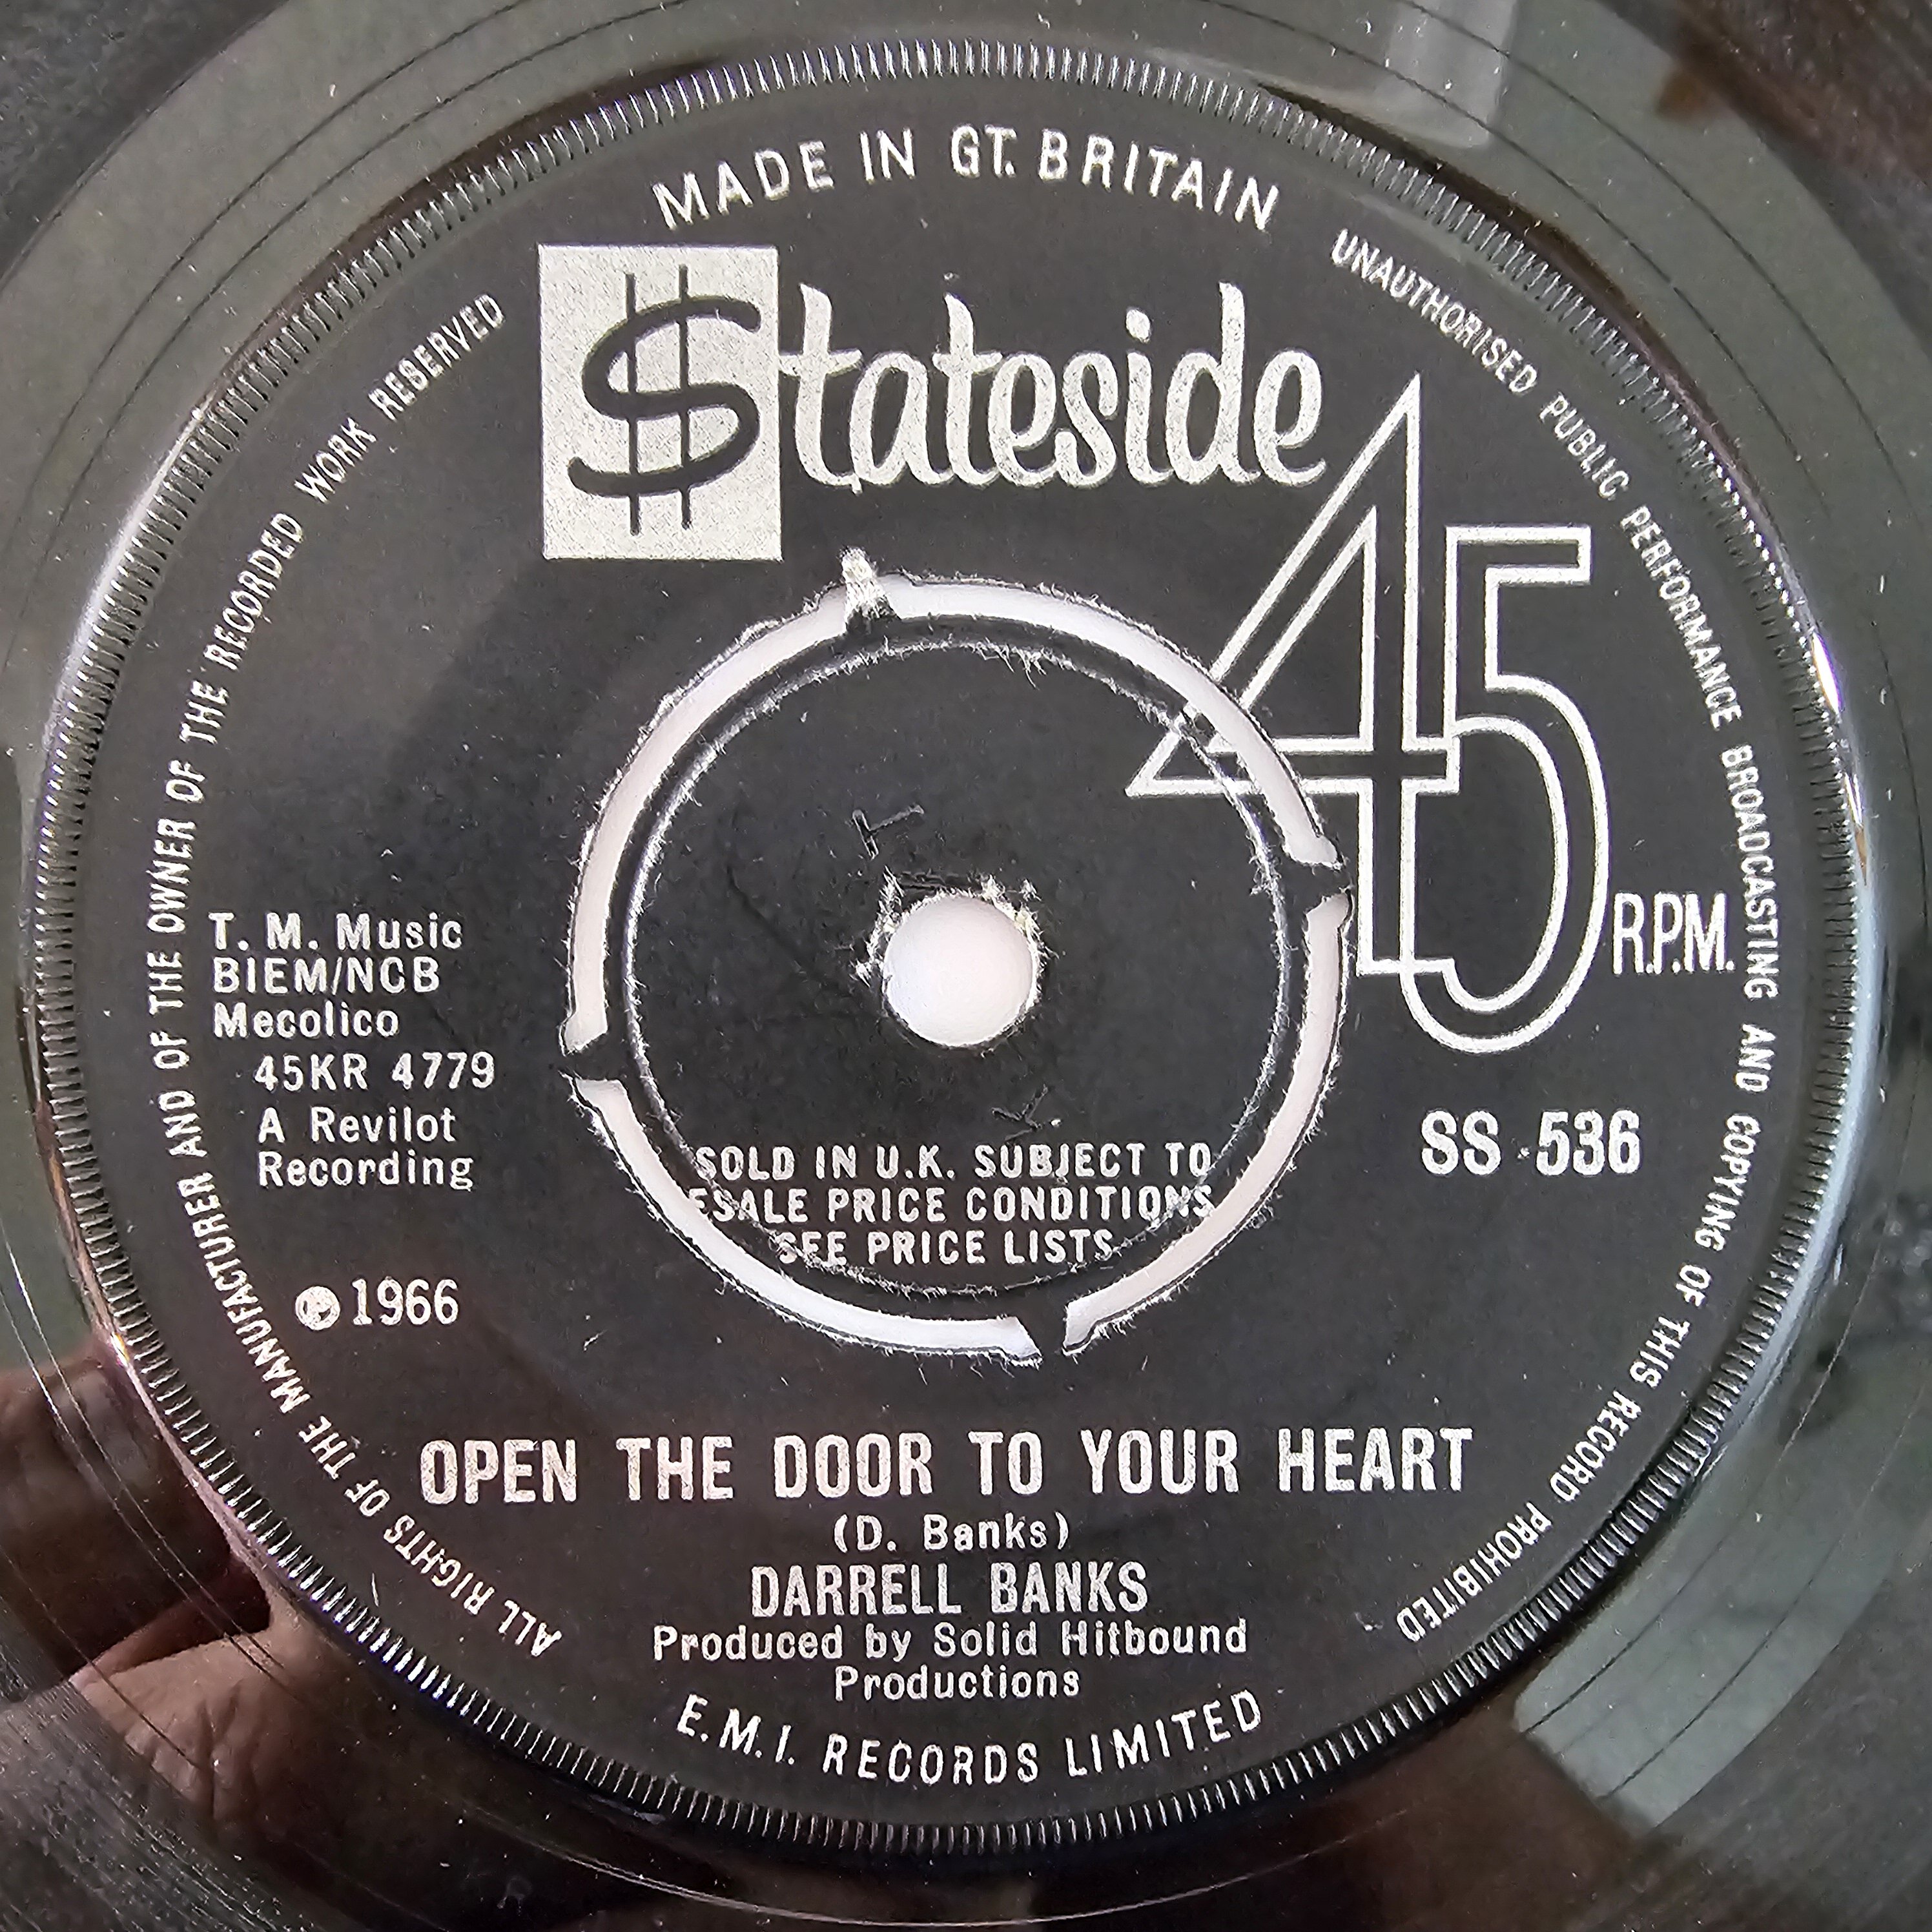 MADE IN GT. BRITAIN
$tateside
45 R.P.M.
UNAUTHORISED PUBLIC PERFORMANCE BROADCASTING AND COPYING OF THIS RECORD PROHIBITED
ALL RIGHTS OF THE MANUFACTURER AND OF THE OWNER OF THE RECORDED WORK RESERVED
T. M. Music
BIEM/NCB
Mecolico
45KR 4779
A Revilot
Recording
℗ 1966
SS 536
SOLD IN U.K. SUBJECT TO
ESALE PRICE CONDITIONS
SEE PRICE LISTS
OPEN THE DOOR TO YOUR HEART
(D. Banks)
DARRELL BANKS
Produced by Solid Hitbound
Productions
E.M.I. RECORDS LIMITED